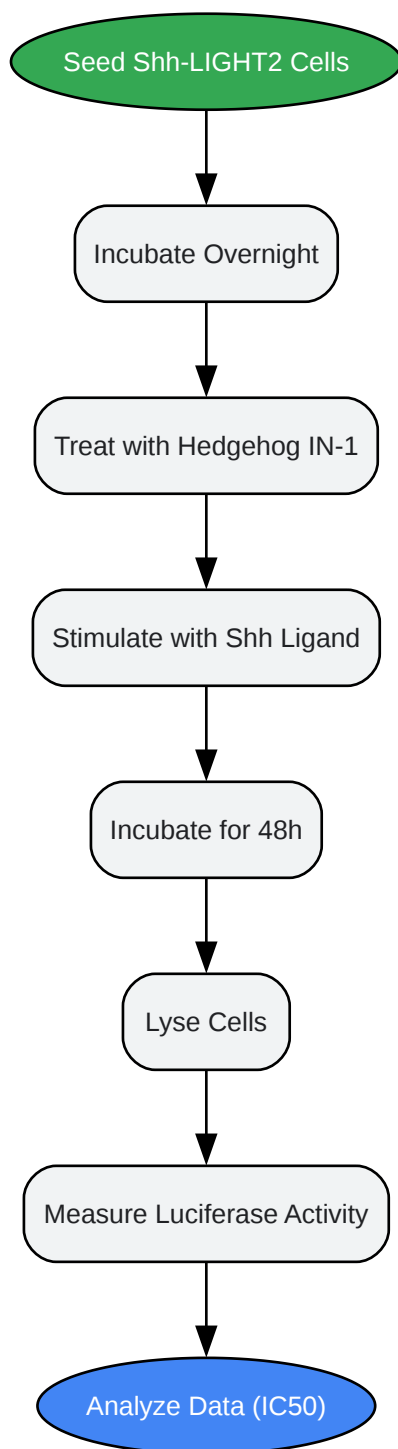 Seed Shh-LIGHT2 Cells
Incubate Overnight
Treat with Hedgehog IN-1
Stimulate with Shh Ligand
Incubate for 48h
Lyse Cells
Measure Luciferase Activity
Analyze Data (IC50)